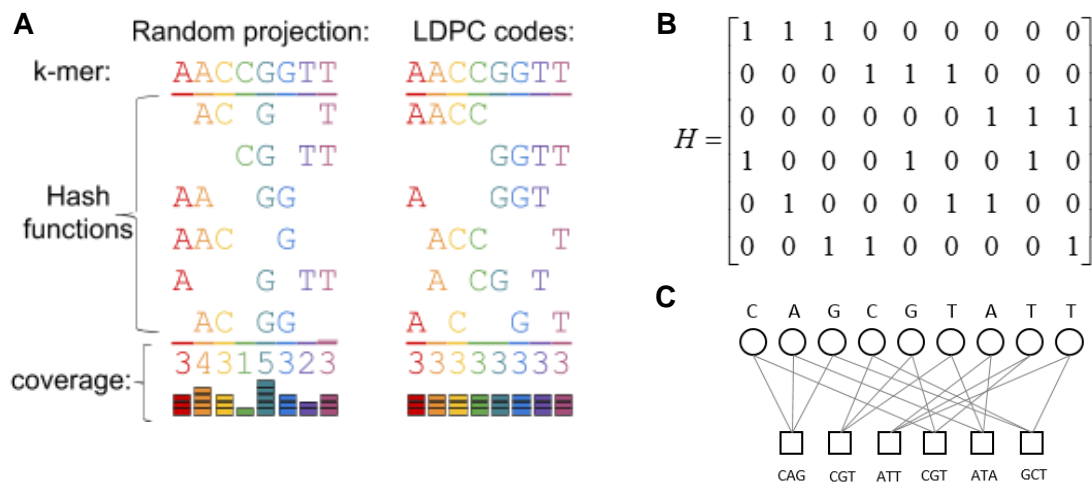 A
Random projection: LDPC codes:
k-mer: AACCGGTT AACCGGTT
AC G T AACC
CG TT GGTT
Hash functions
AA GG A GGT
AAC G ACC T
A G TT A CG T
AC GG A C G T
coverage: 34315323 33333333
B
H =
1 1 1 0 0 0 0 0 0
0 0 0 1 1 1 0 0 0
0 0 0 0 0 0 1 1 1
1 0 0 0 1 0 0 1 0
0 1 0 0 0 1 1 0 0
0 0 1 1 0 0 0 0 1
C
C A G C G T A T T
CAG CGT ATT CGT ATA GCT